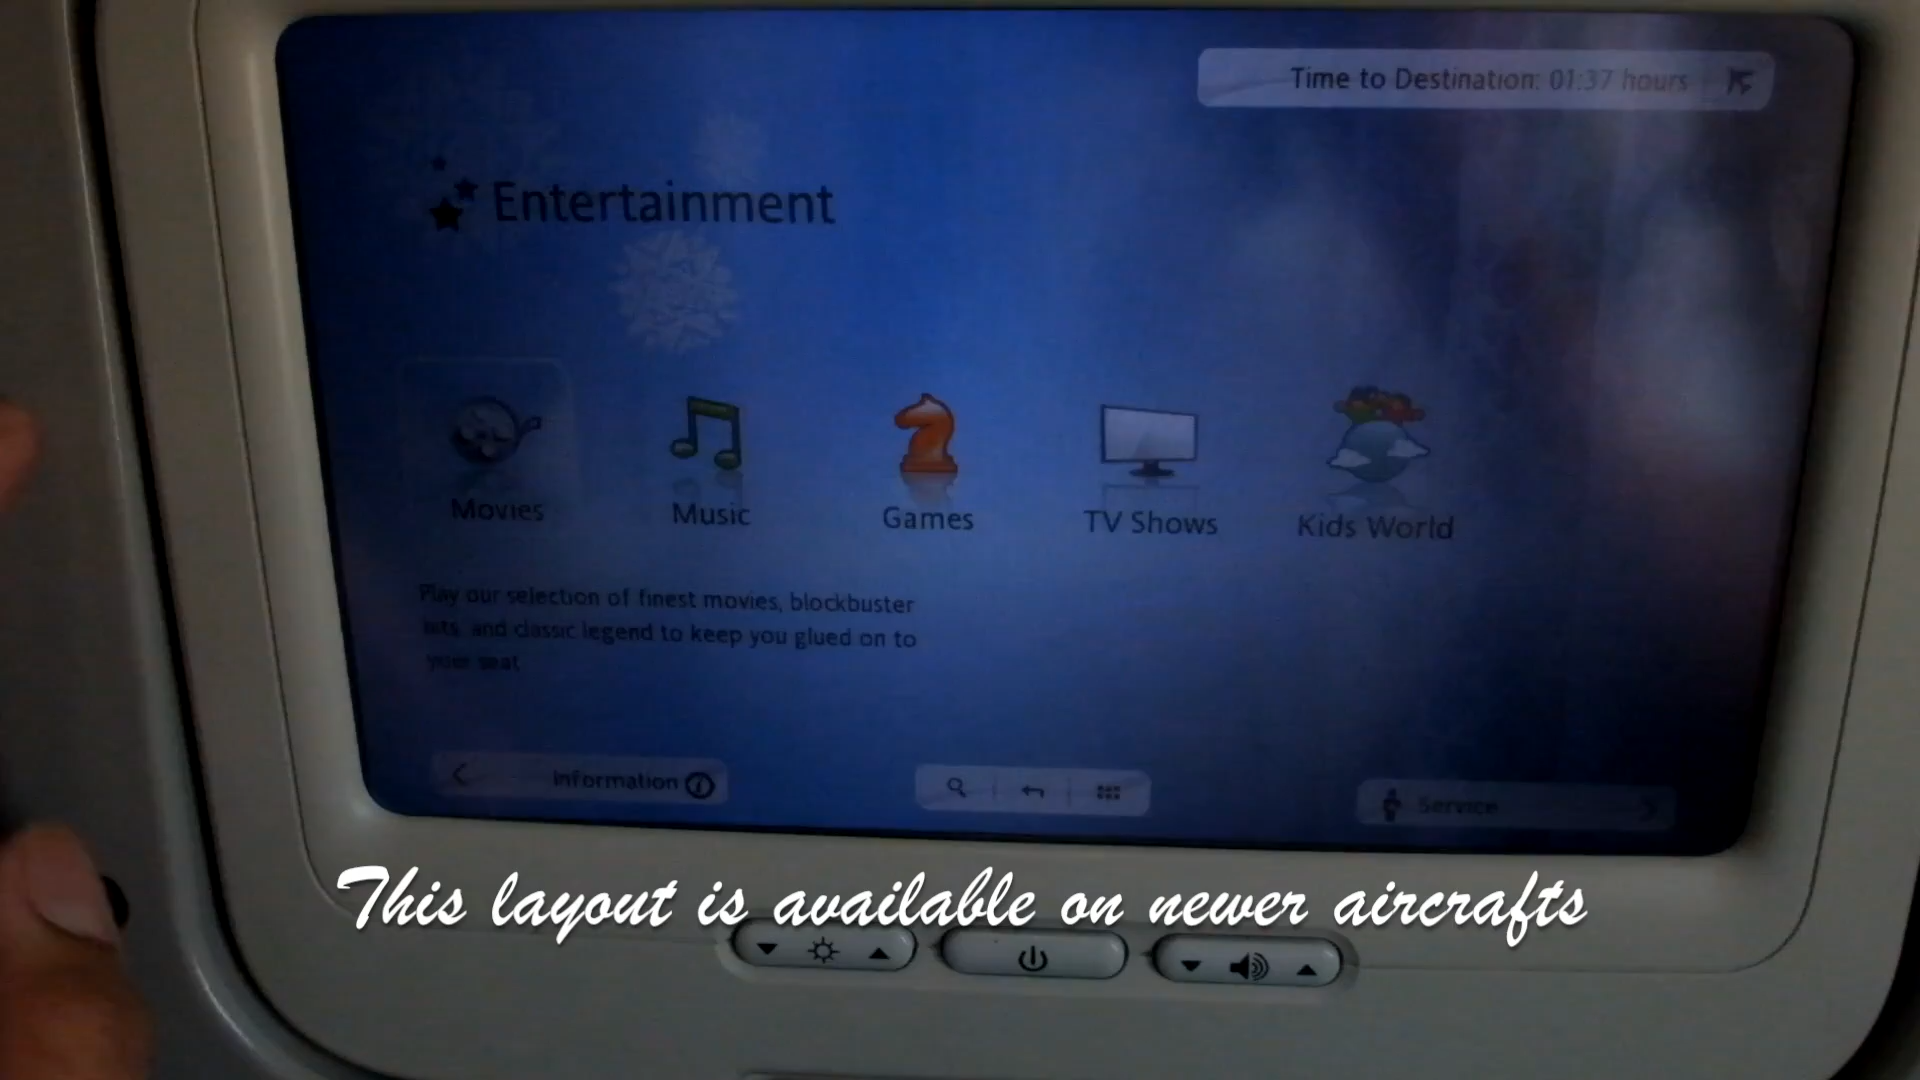 Time to Destination: 01:37 hours
Entertainment
Movies
Music
Games
TV Shows
Kids World
Play our selection of finest movies, blockbuster
hits, and classic legend to keep you glued on to
your seat
Information
Service
This layout is available on newer aircrafts